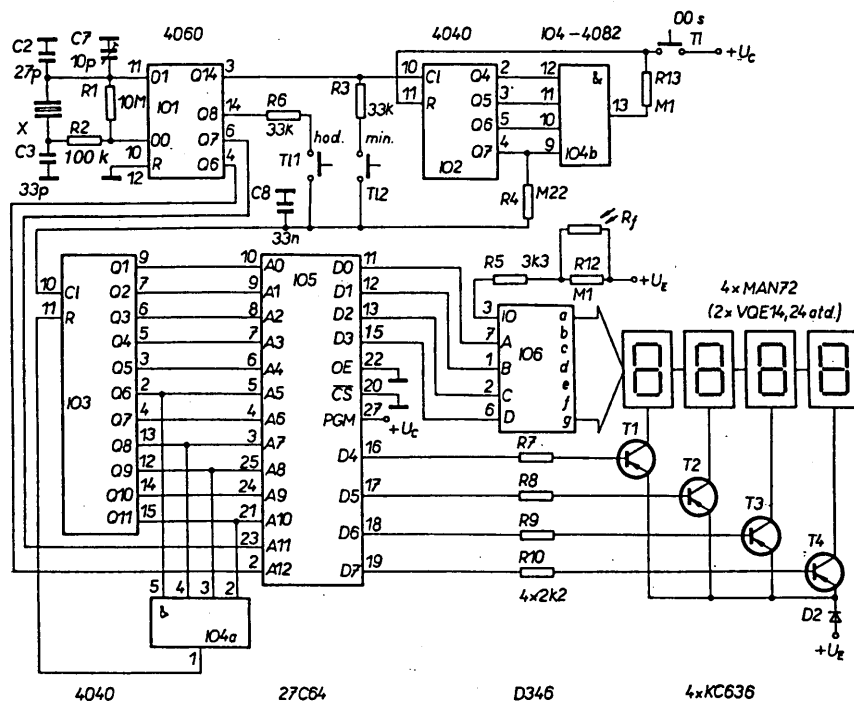 C2
C7
4060
4040
IO4-4082
00 s
Tl
+Uc
27p
10p
11
O1
O14
3
10
Cl
O4
2
12
&
R13
R1
10M
IO1
O8
14
R6
33k
R3
33k
11
R
O5
3
11
13
M1
X
R2
100 k
O0
O7
6
hod.
min.
O6
5
10
C3
33p
10
12
R
O6
4
Tl1
Tl2
IO2
O7
4
9
IO4b
C8
33n
R4
M22
Rf
10
Cl
O1
9
10
A0
IO5
D0
11
R5
3k3
R12
M1
+UE
11
R
O2
7
9
A1
D1
12
4xMAN72
(2x VQE14,24 atd.)
O3
6
8
A2
D2
13
3
IO
a
O4
5
7
A3
D3
15
7
A
b
O5
3
6
A4
OE
22
IO6
c
1
B
d
IO3
O6
2
5
A5
CS
20
2
C
e
O7
4
4
A6
PGM
27
+Uc
6
D
f
g
O8
13
3
A7
O9
12
25
A8
D4
16
R7
T1
O10
14
24
A9
D5
17
R8
T2
O11
15
21
A10
D6
18
R9
T3
23
A11
2
A12
D7
19
R10
T4
5
4
3
2
&
IO4a
1
4x2k2
D2
+UE
4040
27C64
D346
4xKC636